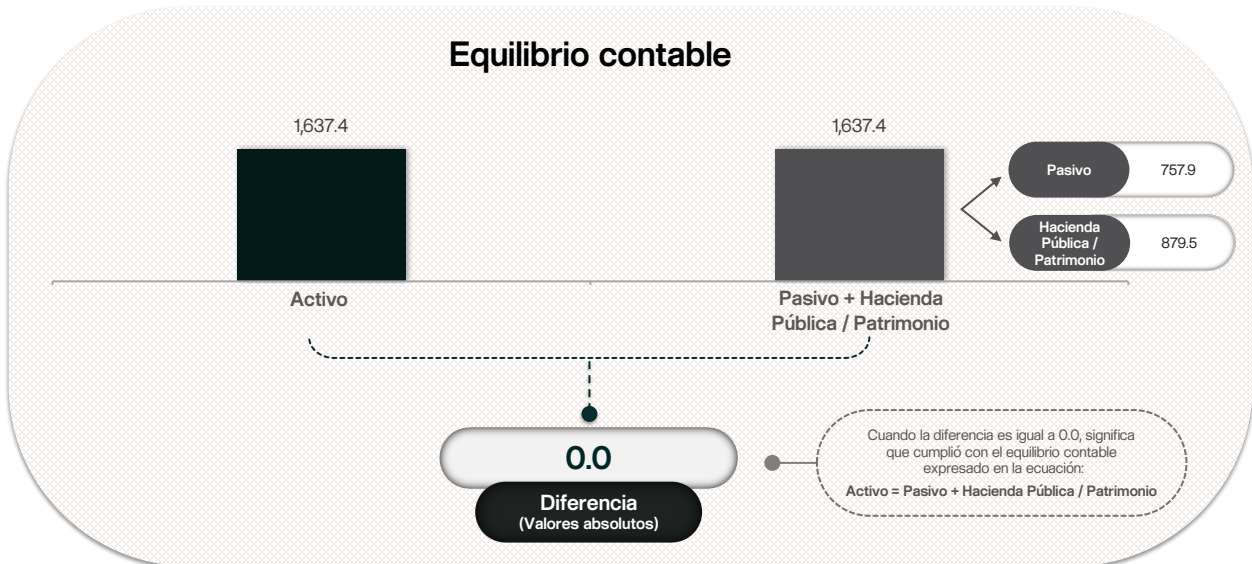 Equilibrio contable
1,637.4
1,637.4
Pasivo
757.9
Hacienda
Pública /
Patrimonio
879.5
Activo
Pasivo + Hacienda
Pública / Patrimonio
0.0
Diferencia
(Valores absolutos)
Cuando la diferencia es igual a 0.0, significa
que cumplió con el equilibrio contable
expresado en la ecuación:
Activo = Pasivo + Hacienda Pública / Patrimonio